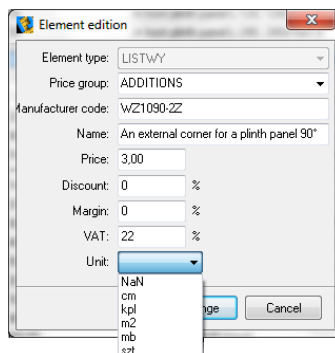 Element edition
Element type: LISTWY
Price group: ADDITIONS
Manufacturer code: WZ1090-2Z
Name: An external corner for a plinth panel 90°
Price: 3,00
Discount: 0 %
Margin: 0 %
VAT: 22 %
Unit:
NaN
cm
kpl
m2
mb
szt
Cancel